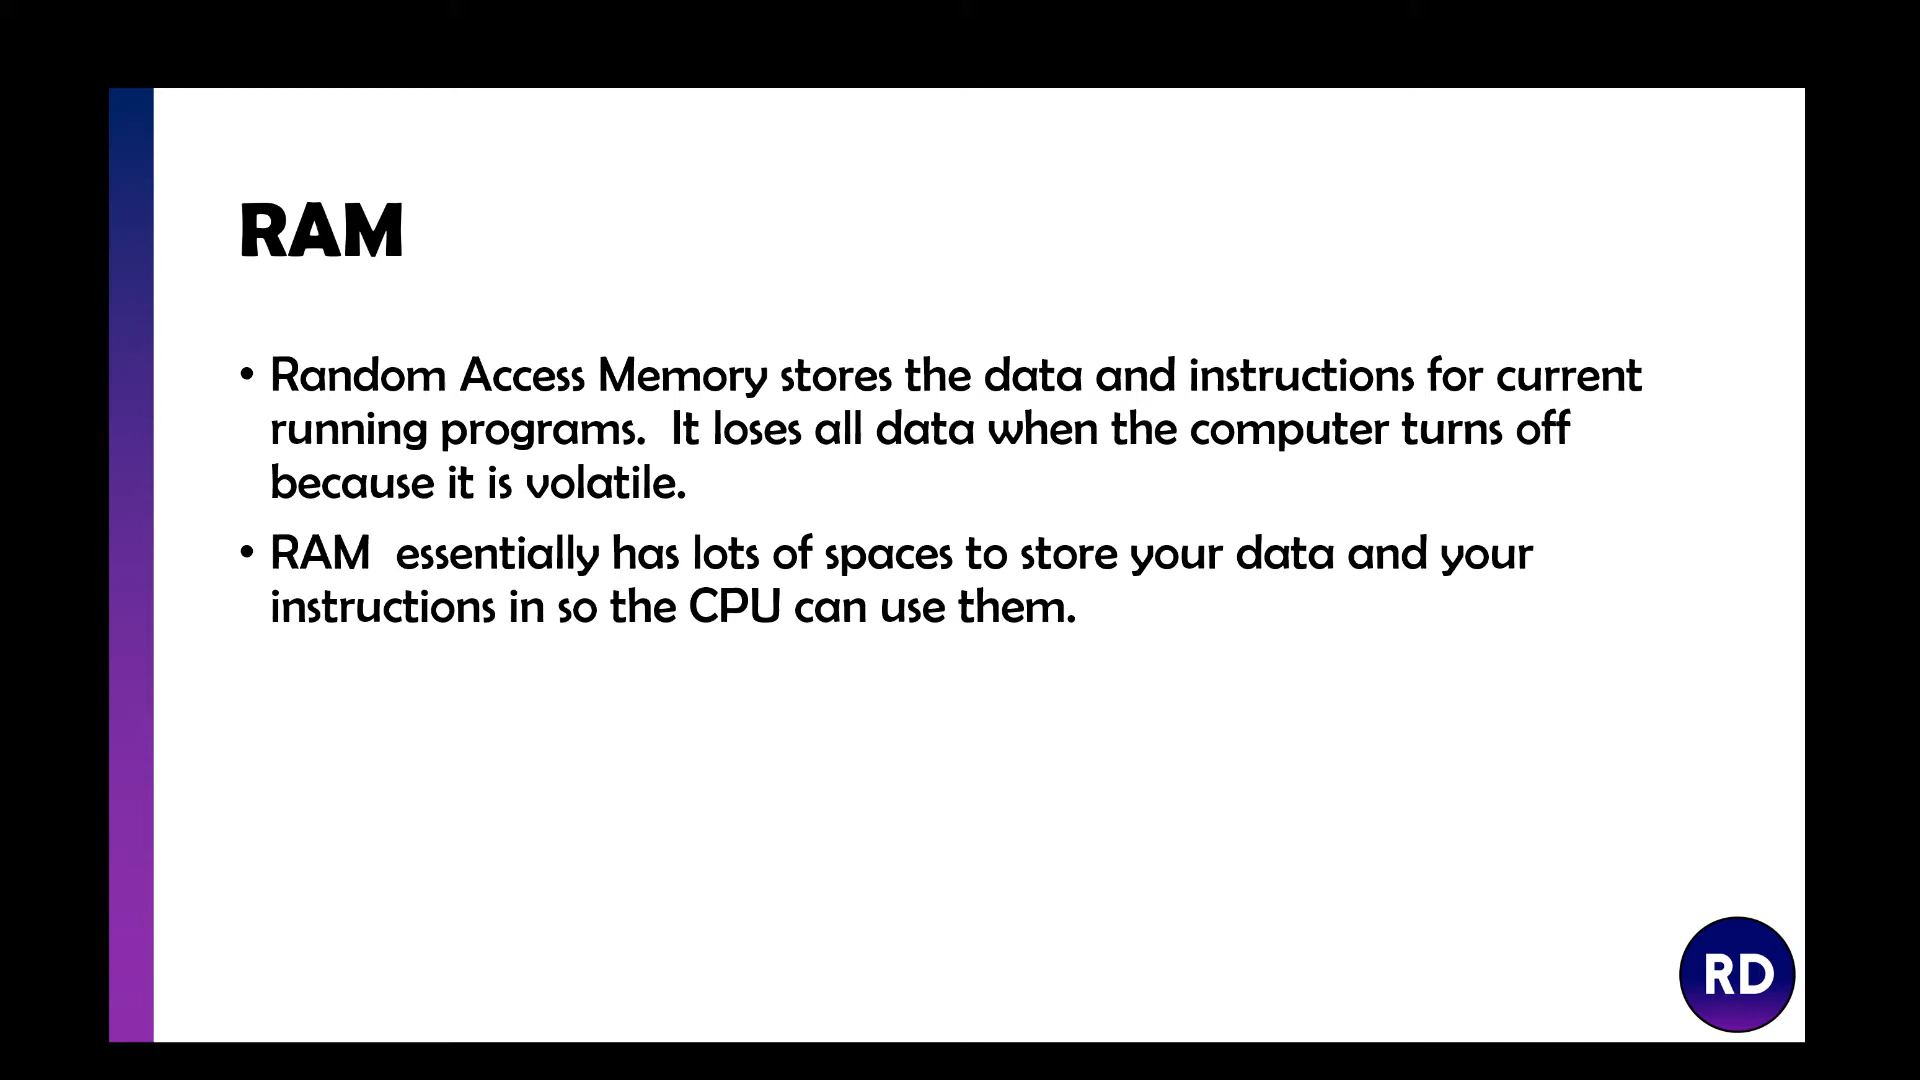 RAM
• Random Access Memory stores the data and instructions for current
running programs.  It loses all data when the computer turns off
because it is volatile.
• RAM  essentially has lots of spaces to store your data and your
instructions in so the CPU can use them.
RD